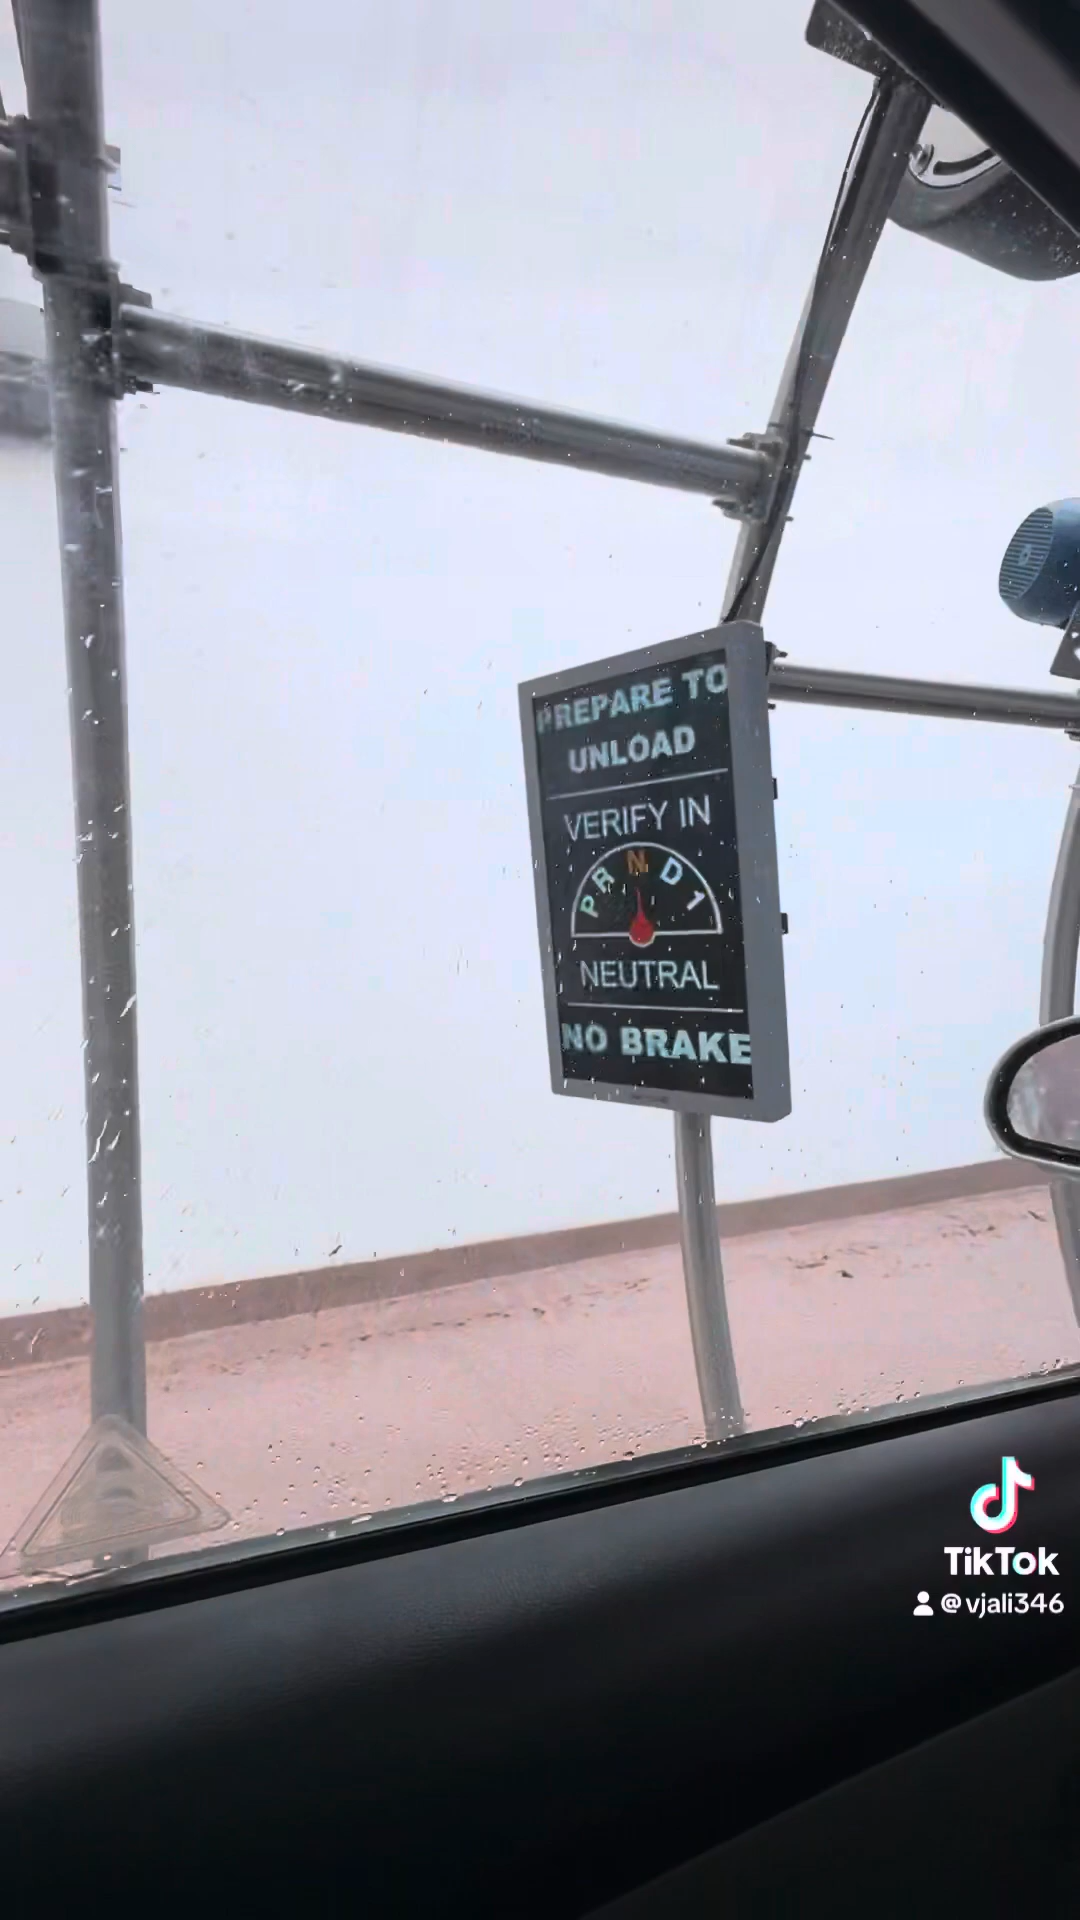 PREPARE TO
UNLOAD
VERIFY IN
P R N D 1
NEUTRAL
NO BRAKE
TikTok
@vjali346